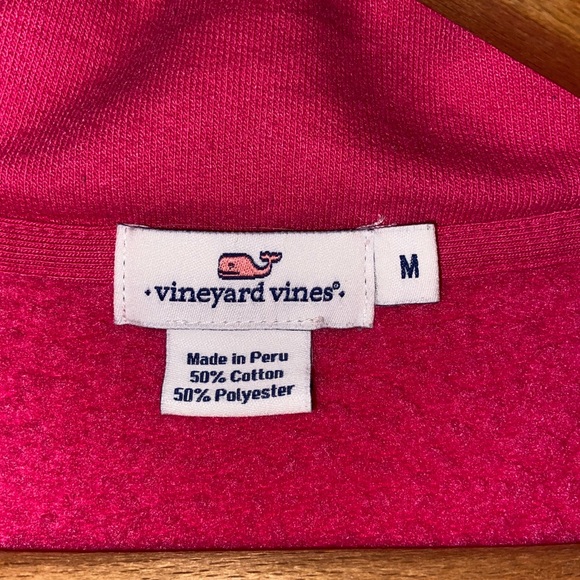 vineyard vines®
M
Made in Peru
50% Cotton
50% Polyester